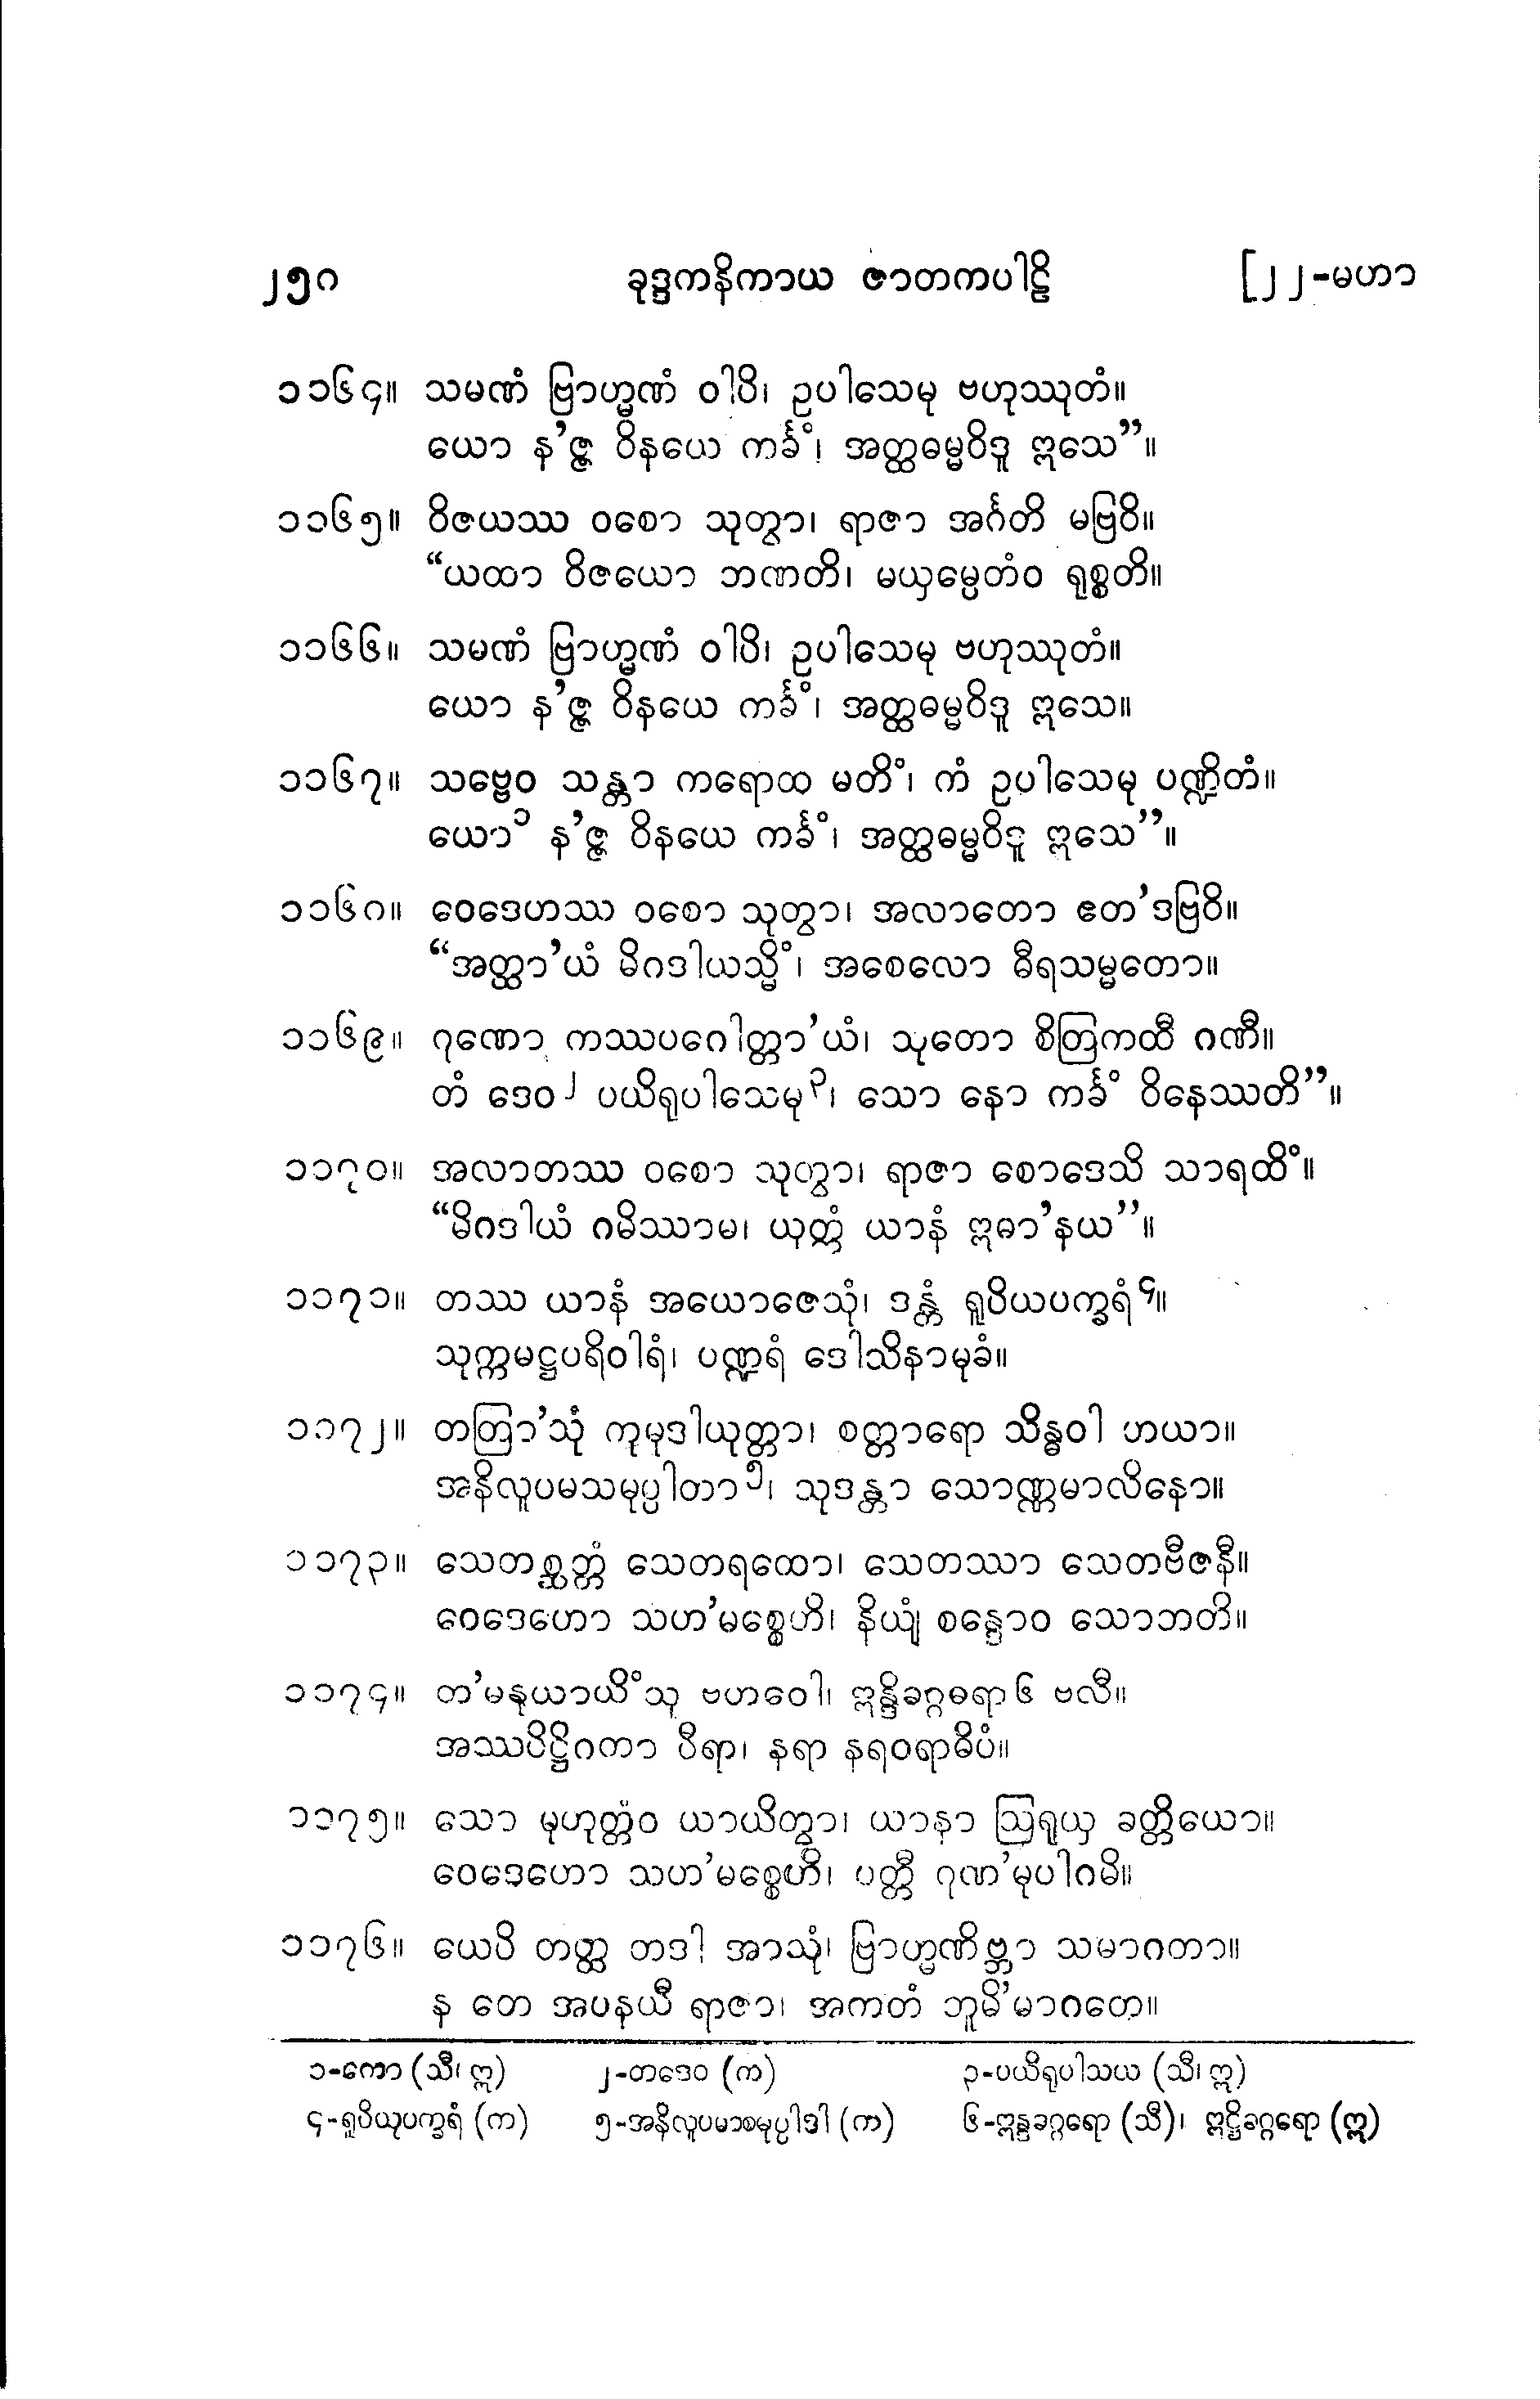 ၂၅၈ ခုဒ္ဒကနိကာယ ဇာတကပါဠိ [၂၂-မဟာ
၁၁၆၄။ သမဏံ ဗြာဟ္မဏံ ဝါပိ၊ ဥပါသေမု ဗဟုဿုတံ။
ယော န’ဇ္ဇ ဝိနယေ ကင်္ခံ၊ အတ္ထဓမ္မဝိဒူ ဣသေ”။
၁၁၆၅။ ဝိဇယဿ ဝစော သုတွာ၊ ရာဇာ အင်္ဂတိ မဗြဝိ။
“ယထာ ဝိဇယော ဘဏတိ၊ မယှမ္ပေတံဝ ရုစ္စတိ။
၁၁၆၆။ သမဏံ ဗြာဟ္မဏံ ဝါပိ၊ ဥပါသေမု ဗဟုဿုတံ။
ယော န’ဇ္ဇ ဝိနယေ ကင်္ခံ၊ အတ္ထဓမ္မဝိဒူ ဣသေ။
၁၁၆၇။ သဗ္ဗေဝ သန္တာ ကရောထ မတိံ၊ ကံ ဥပါသေမု ပဏ္ဍိတံ။
ယော၁ န’ဇ္ဇ ဝိနယေ ကင်္ခံ၊ အတ္ထဓမ္မဝိဒူ ဣသေ”။
၁၁၆၈။ ဝေဒေဟဿ ဝစော သုတွာ၊ အလာတော ဧတ’ဒဗြဝိ။
“အတ္ထာ’ယံ မိဂဒါယသ္မိံ၊ အစေလော ဓီရသမ္မတော။
၁၁၆၉။ ဂုဏော ကဿပဂေါတ္တာ’ယံ၊ သုတော စိတြကထီ ဂဏီ။
တံ ဒေဝ၂ ပယိရုပါသေမု၃၊ သော နော ကင်္ခံ ဝိနေဿတိ”။
၁၁၇၀။ အလာတဿ ဝစော သုတွာ၊ ရာဇာ စောဒေသိ သာရထိံ။
“မိဂဒါယံ ဂမိဿာမ၊ ယုတ္တံ ယာနံ ဣဓာ’နယ”။
၁၁၇၁။ တဿ ယာနံ အယောဇေသုံ၊ ဒန္တံ ရူပိယပက္ခရံ၄။
သုက္ကမဋ္ဌပရိဝါရံ၊ ပဏ္ဍရံ ဒေါသိနာမုခံ။
၁၁၇၂။ တတြာ’သုံ ကုမုဒါယုတ္တာ၊ စတ္တာရော သိန္ဓဝါ ဟယာ။
အနိလူပမသမုပ္ပါတာ၅၊ သုဒန္တာ သောဏ္ဏမာလိနော။
၁၁၇၃။ သေတစ္ဆတ္တံ သေတရထော၊ သေတဿာ သေတဗီဇနီ။
ဝေဒေဟော သဟ’မစ္စေဟိ၊ နိယျံ စန္ဒောဝ သောဘတိ။
၁၁၇၄။ တ’မနုယာယိံသု ဗဟဝေါ၊ ဣန္ဒိခဂ္ဂဓရာ၆ ဗလီ။
အဿပိဋ္ဌိဂတာ ဝီရာ၊ နရာ နရဝရာဓိပံ။
၁၁၇၅။ သော မုဟုတ္တံဝ ယာယိတွာ၊ ယာနာ ဩရုယှ ခတ္တိယော။
ဝေဒေဟော သဟ’မစ္စေဟိ၊ ပတ္တီ ဂုဏ’မုပါဂမိ။
၁၁၇၆။ ယေပိ တတ္ထ တဒါ အာသုံ၊ ဗြာဟ္မဏိဗ္ဘာ သမာဂတာ။
န တေ အပနယီ ရာဇာ၊ အကတံ ဘူမိ’မာဂတေ။
၁-ကော (သီ၊ ဣ) ၂-တဒေဝ (က) ၃-ပယိရုပါသယ (သီ၊ ဣ)
၄-ရူပိယုပက္ခရံ (က) ၅-အနိလူပမာစမုပ္ပါဒါ (က) ၆-ဣန္ဒခဂ္ဂရော (သီ)၊ ဣဋ္ဌိခဂ္ဂရော (ဣ)